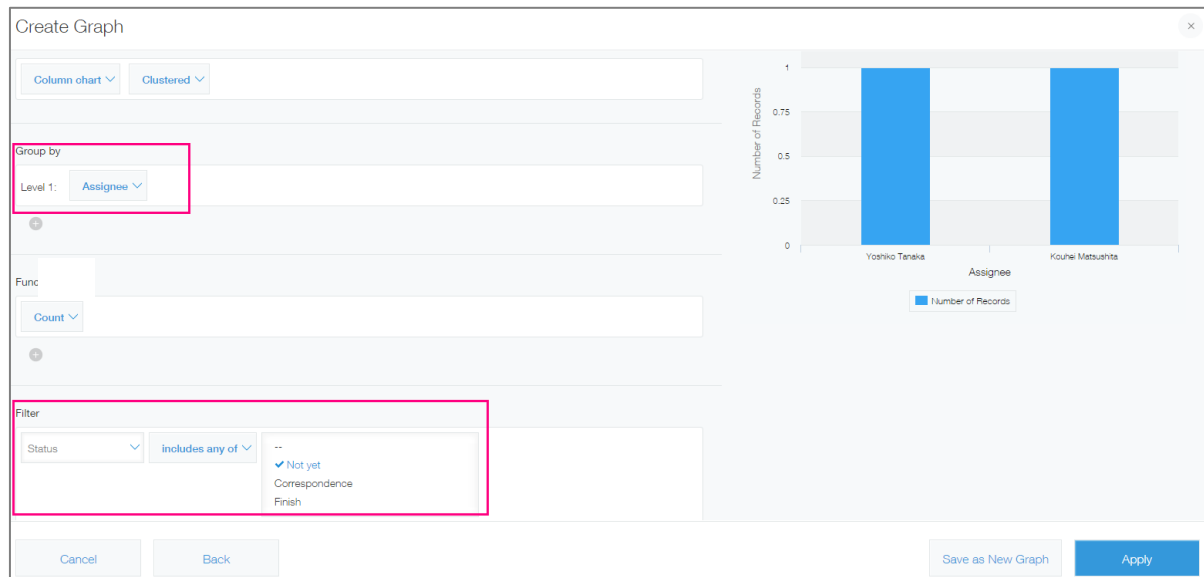 Create Graph
×
Column chart Clustered
Group by
Level 1: Assignee
Func
Count
Filter
Status includes any of --
Not yet
Correspondence
Finish
Cancel Back Save as New Graph Apply
Number of Records
1
0.75
0.5
0.25
0
Yoshiko Tanaka Kouhei Matsushita
Assignee
Number of Records